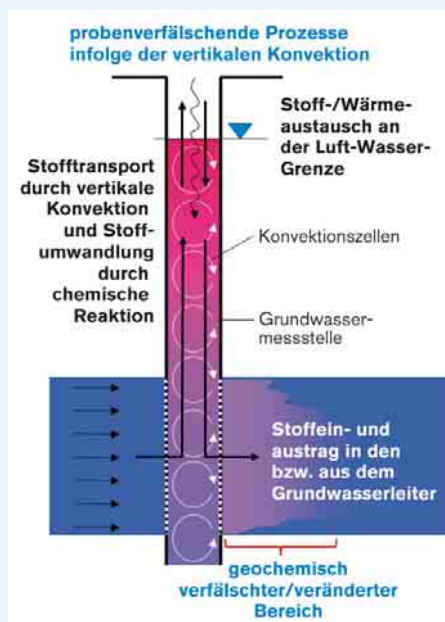 probenverfälschende Prozesse
infolge der vertikalen Konvektion
Stoff-/Wärme-
austausch an
der Luft-Wasser-
Grenze
Stofftransport
durch vertikale
Konvektion
und Stoff-
umwandlung
durch
chemische
Reaktion
Konvektionszellen
Grundwasser-
messstelle
Stoffein- und
austrag in den
bzw. aus dem
Grundwasserleiter
geochemisch
verfälschter/veränderter
Bereich